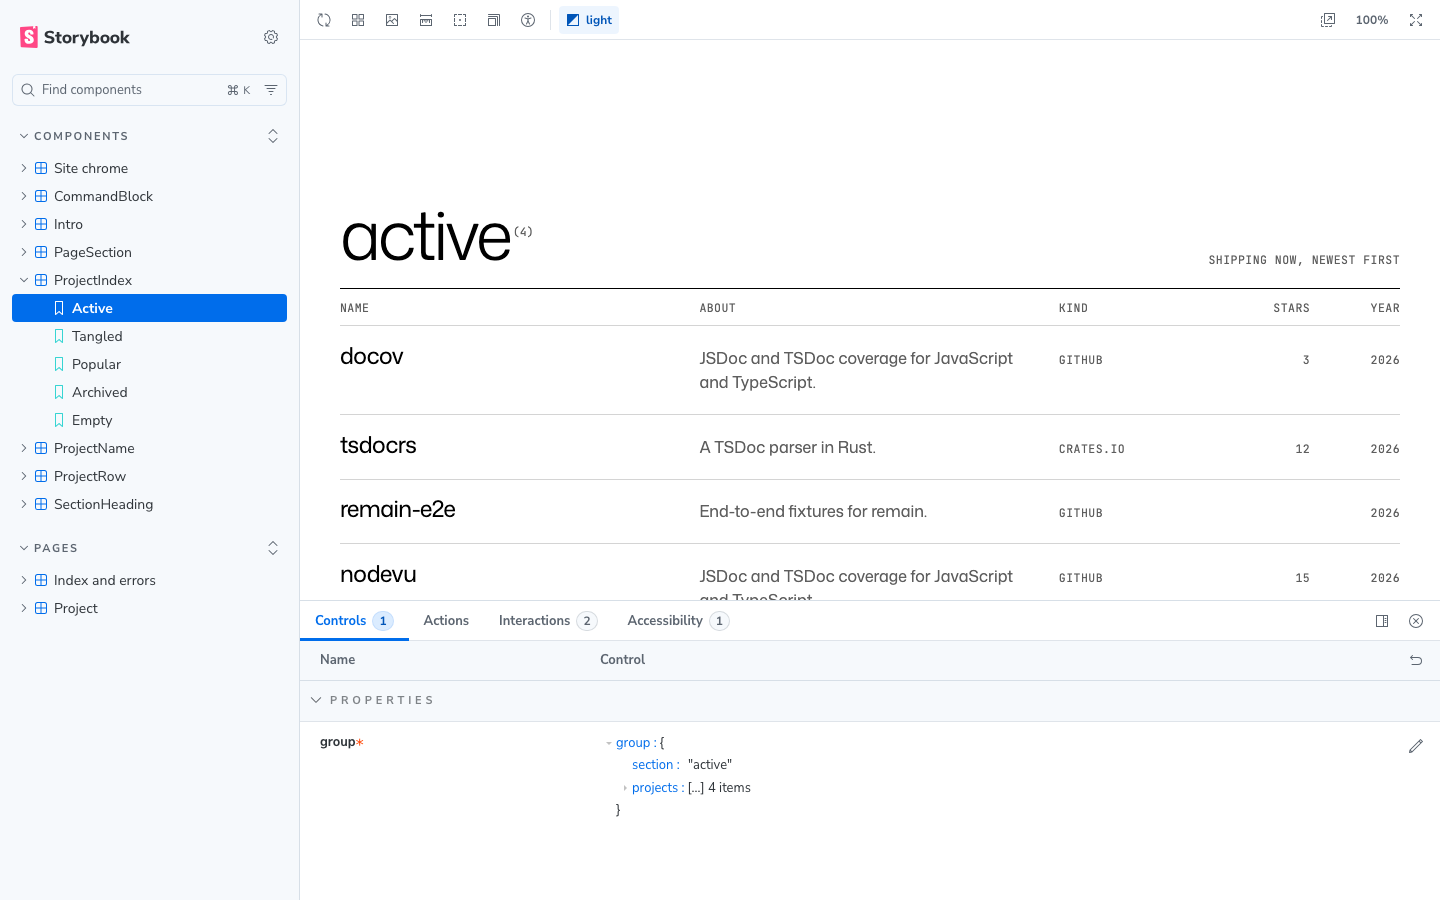 Storybook
Find components
⌘ K
COMPONENTS
Site chrome
CommandBlock
Intro
PageSection
ProjectIndex
Active
Tangled
Popular
Archived
Empty
ProjectName
ProjectRow
SectionHeading
PAGES
Index and errors
Project
light
100%
active (4)
SHIPPING NOW, NEWEST FIRST
NAME ABOUT KIND STARS YEAR
docov JSDoc and TSDoc coverage for JavaScript GITHUB 3 2026
and TypeScript.
tsdocrs A TSDoc parser in Rust. CRATES.IO 12 2026
remain-e2e End-to-end fixtures for remain. GITHUB 2026
nodevu JSDoc and TSDoc coverage for JavaScript GITHUB 15 2026
and TypeScript.
Controls 1 Actions Interactions 2 Accessibility 1
Name Control
PROPERTIES
group* group : {
section : "active"
projects : [...] 4 items
}